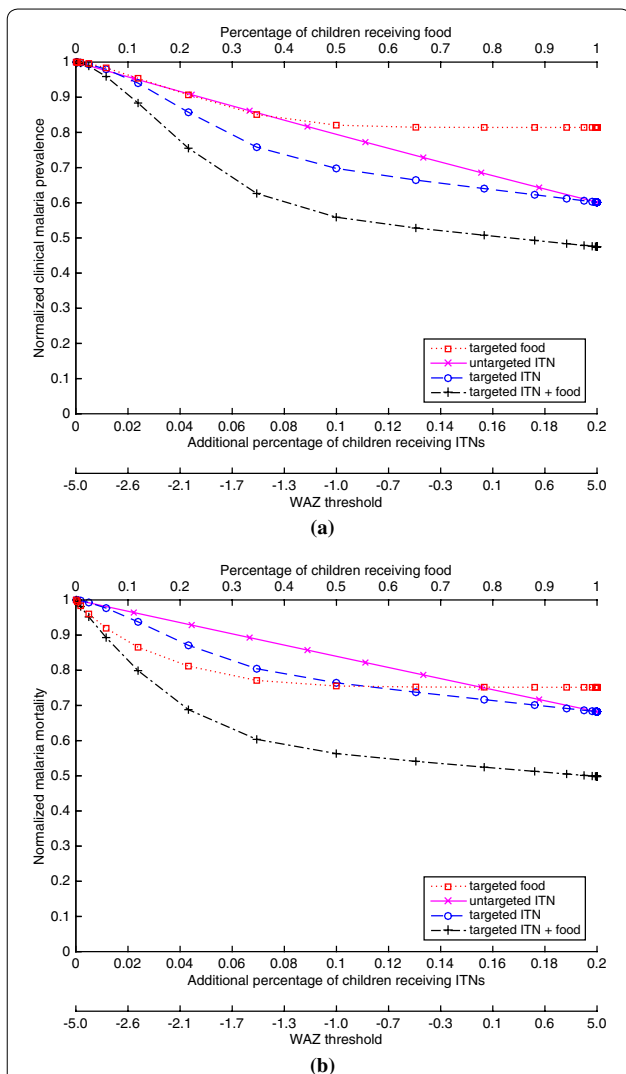 Percentage of children receiving food
0 0.1 0.2 0.3 0.4 0.5 0.6 0.7 0.8 0.9 1
1
0.9
0.8
0.7
0.6
0.5
0.4
0.3
0.2
0.1
0
Normalized clinical malaria prevalence
targeted food
untargeted ITN
targeted ITN
targeted ITN + food
0 0.02 0.04 0.06 0.08 0.1 0.12 0.14 0.16 0.18 0.2
Additional percentage of children receiving ITNs
-5.0 -2.6 -2.1 -1.7 -1.3 -1.0 -0.7 -0.3 0.1 0.6 5.0
WAZ threshold
(a)
Percentage of children receiving food
0 0.1 0.2 0.3 0.4 0.5 0.6 0.7 0.8 0.9 1
1
0.9
0.8
0.7
0.6
0.5
0.4
0.3
0.2
0.1
0
Normalized malaria mortality
targeted food
untargeted ITN
targeted ITN
targeted ITN + food
0 0.02 0.04 0.06 0.08 0.1 0.12 0.14 0.16 0.18 0.2
Additional percentage of children receiving ITNs
-5.0 -2.6 -2.1 -1.7 -1.3 -1.0 -0.7 -0.3 0.1 0.6 5.0
WAZ threshold
(b)